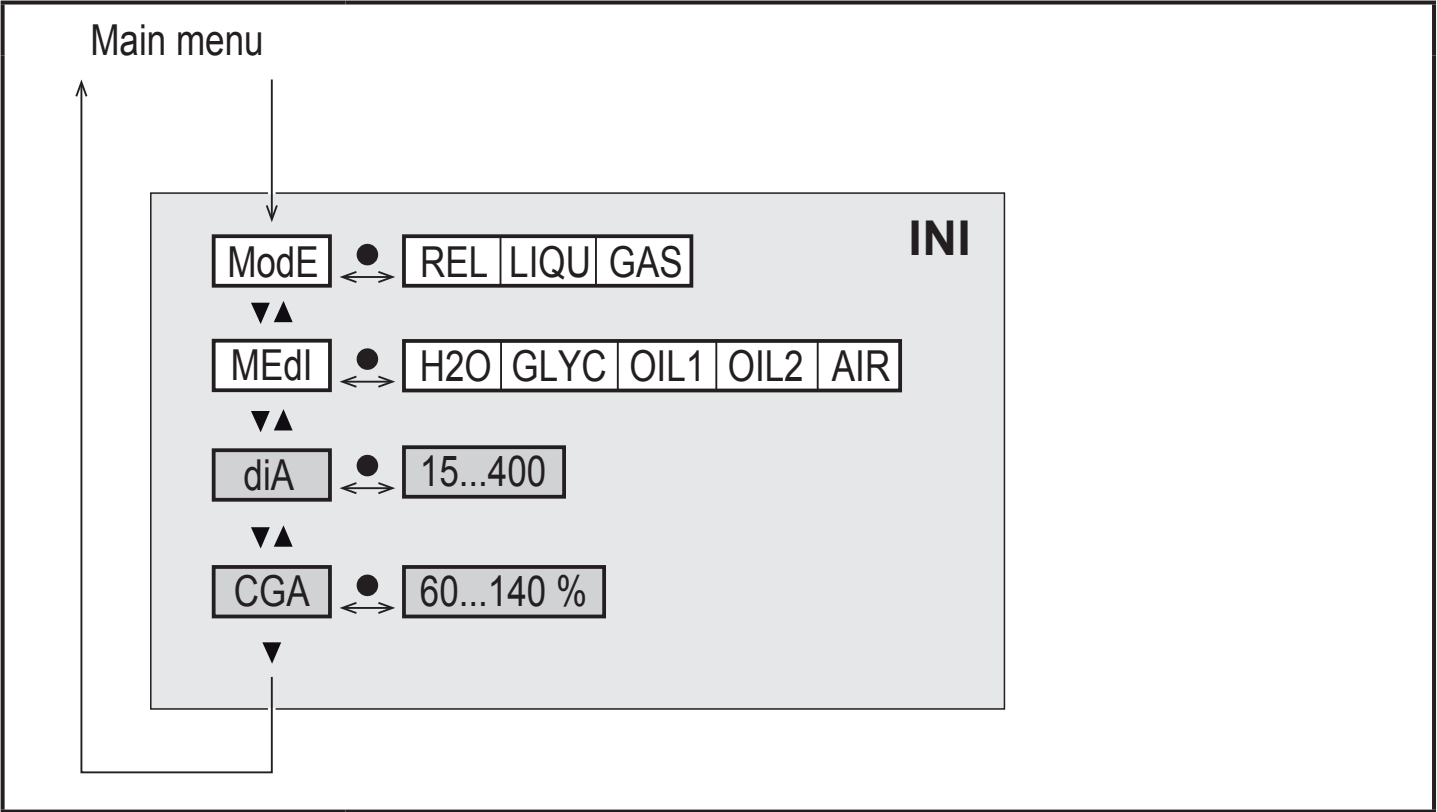 Main menu
INI
ModE REL LIQU GAS
MEdI H2O GLYC OIL1 OIL2 AIR
diA 15...400
CGA 60...140 %